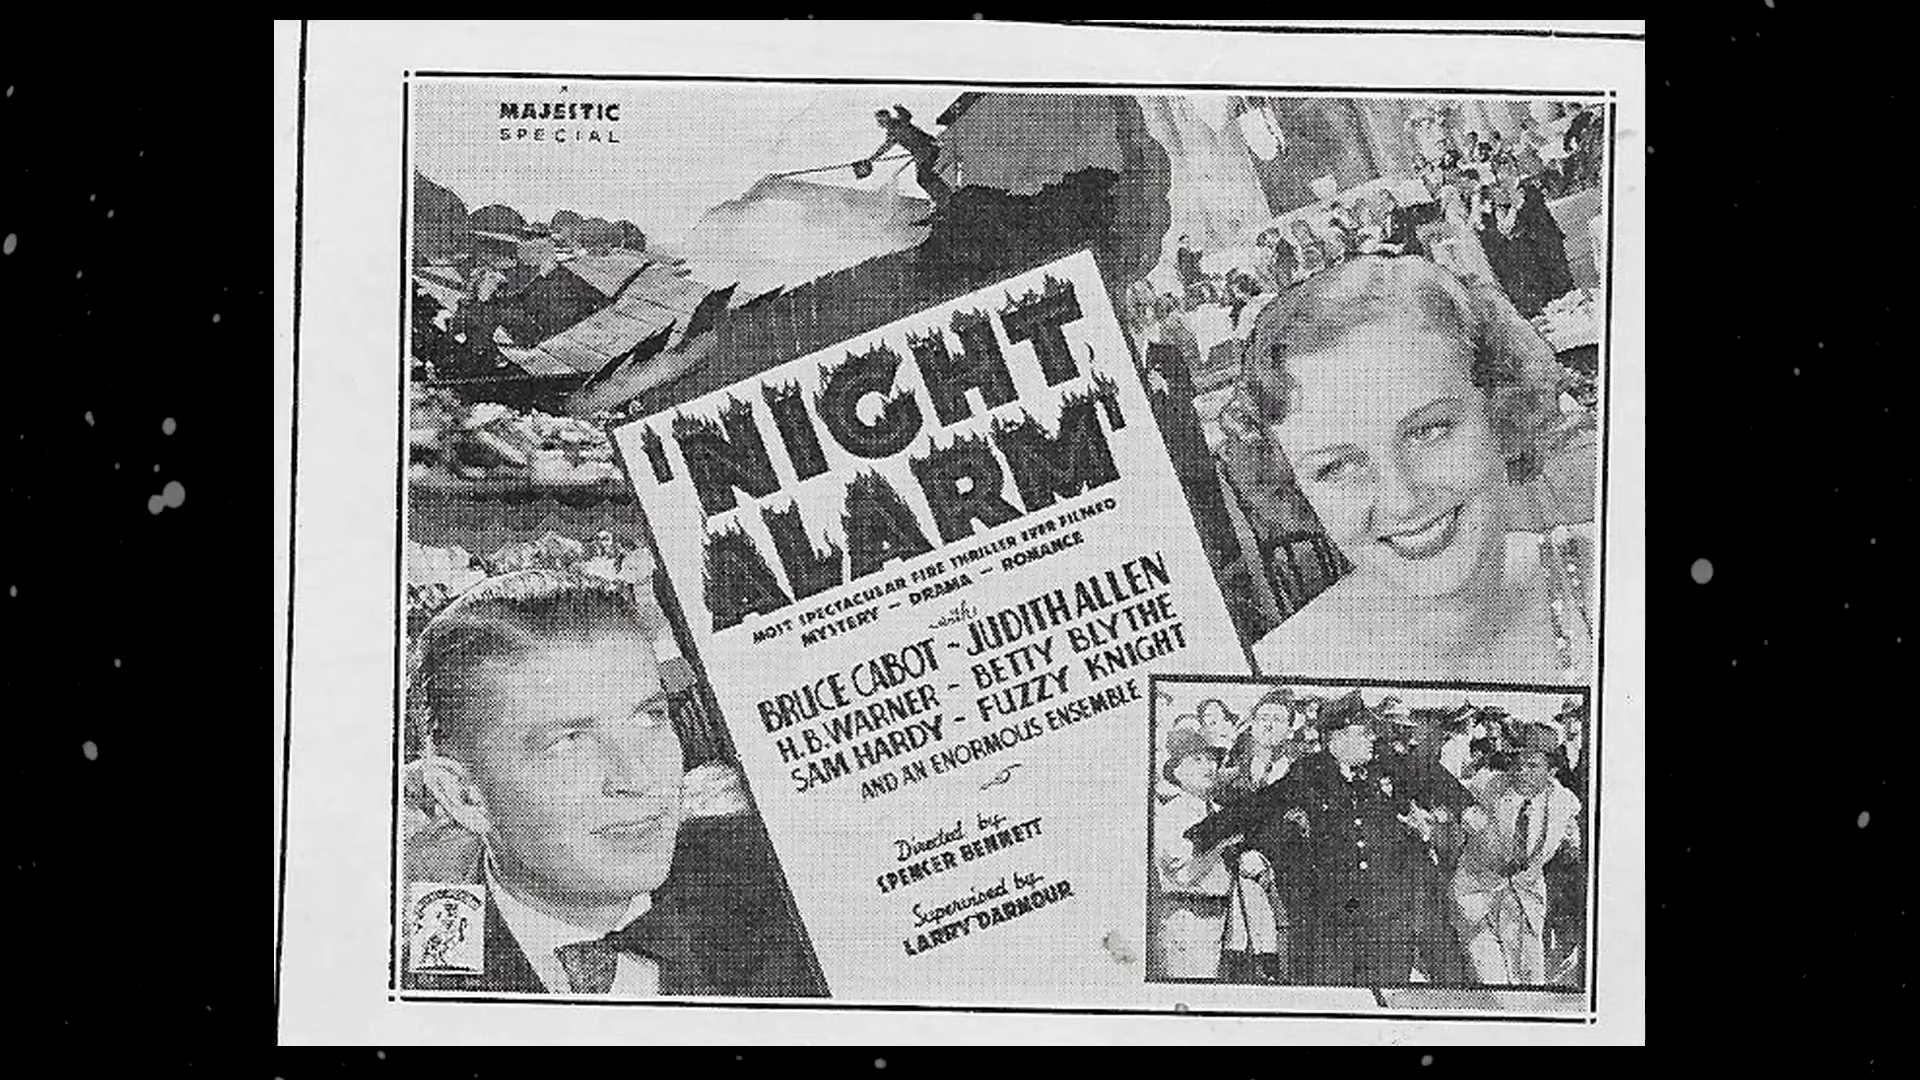 A
MAJESTIC
SPECIAL
'NIGHT
ALARM'
MOST SPECTACULAR FIRE THRILLER EVER FILMED
MYSTERY - DRAMA - ROMANCE
with
BRUCE CABOT - JUDITH ALLEN
H.B. WARNER - BETTY BLYTHE
SAM HARDY - FUZZY KNIGHT
AND AN ENORMOUS ENSEMBLE
Directed by
SPENCER BENNETT
Supervised by
LARRY DARMOUR